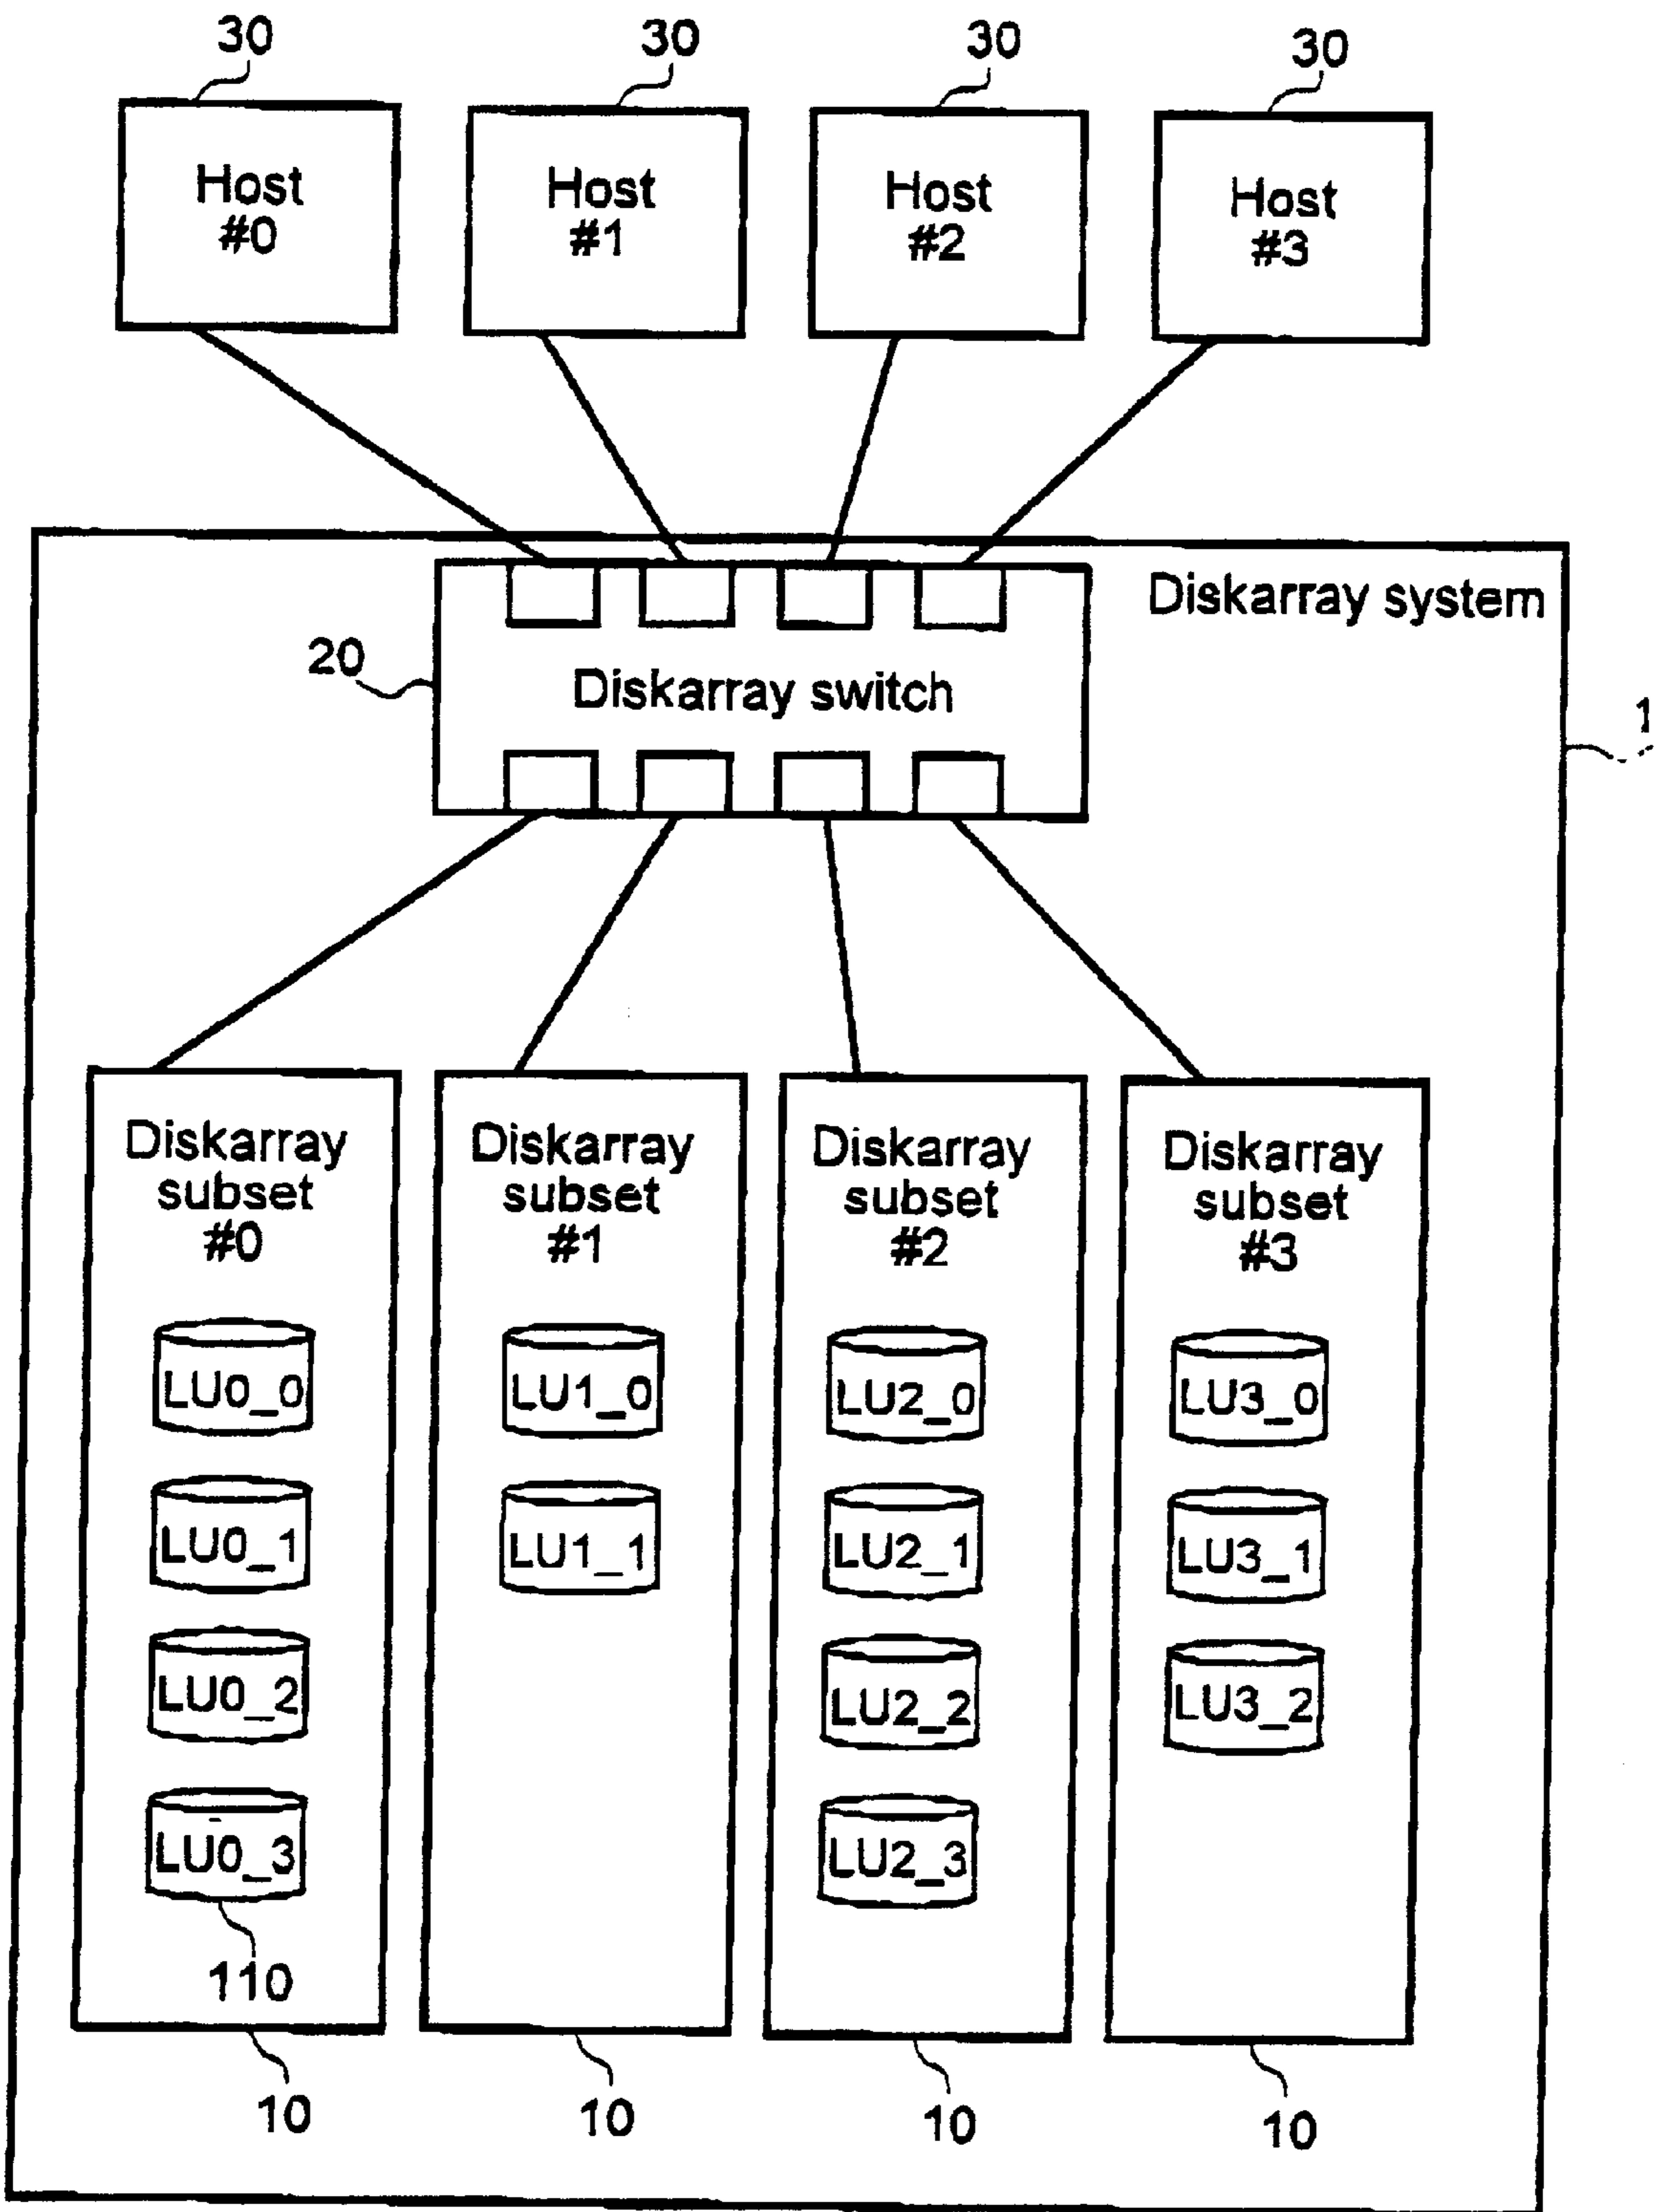 30
30
30
30
Host
#0
Host
#1
Host
#2
Host
#3
Diskarray system
20
Diskarray switch
1
Diskarray
subset
#0
Diskarray
subset
#1
Diskarray
subset
#2
Diskarray
subset
#3
LU0_0
LU1_0
LU2_0
LU3_0
LU0_1
LU1_1
LU2_1
LU3_1
LU0_2
LU2_2
LU3_2
LU0_3
LU2_3
110
10
10
10
10